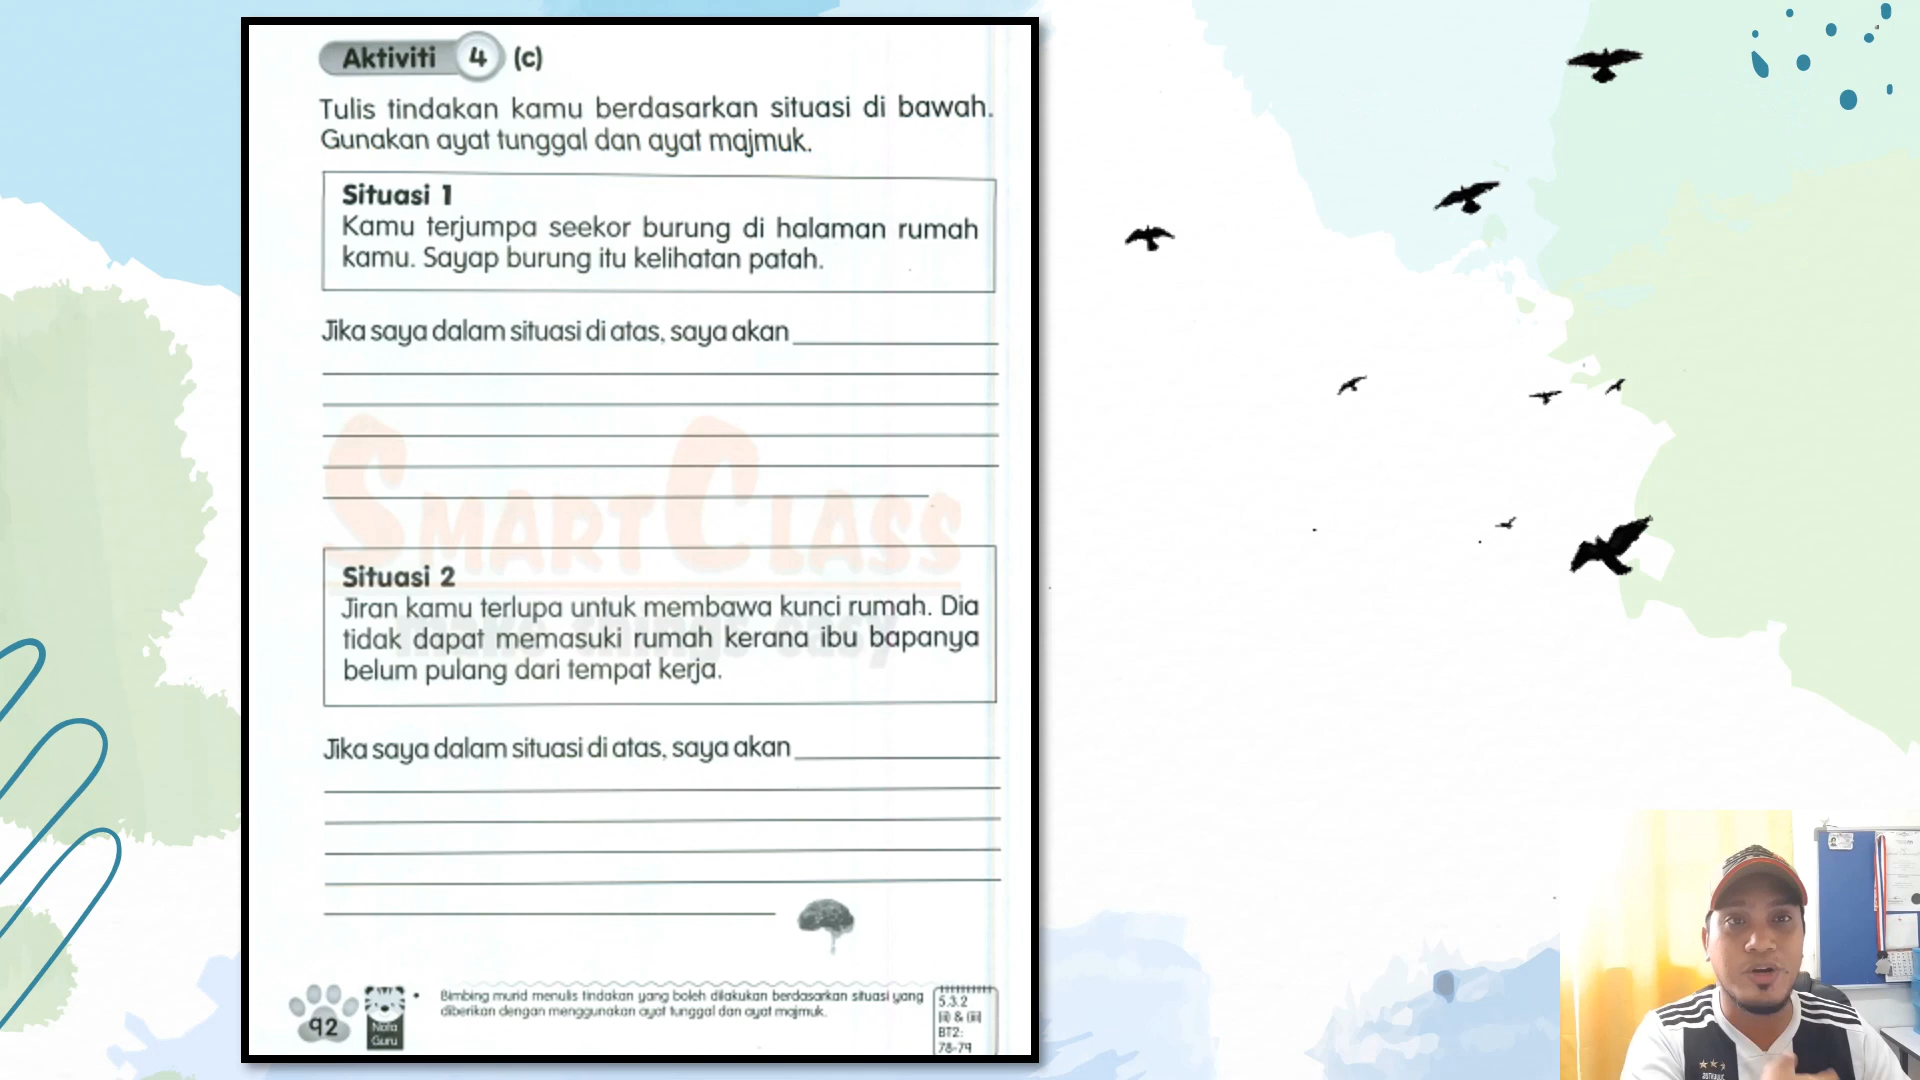 Aktiviti 4 (c)
Tulis tindakan kamu berdasarkan situasi di bawah.
Gunakan ayat tunggal dan ayat majmuk.
Situasi 1
Kamu terjumpa seekor burung di halaman rumah
kamu. Sayap burung itu kelihatan patah.
Jika saya dalam situasi di atas, saya akan
SMART CLASS
Situasi 2
Jiran kamu terlupa untuk membawa kunci rumah. Dia
tidak dapat memasuki rumah kerana ibu bapanya
belum pulang dari tempat kerja.
Jika saya dalam situasi di atas, saya akan
92
Nota
Guru
• Bimbing murid menulis tindakan yang boleh dilakukan berdasarkan situasi yang
diberikan dengan menggunakan ayat tunggal dan ayat majmuk.
5.3.2
(ii) & (iii)
BT2:
78-79